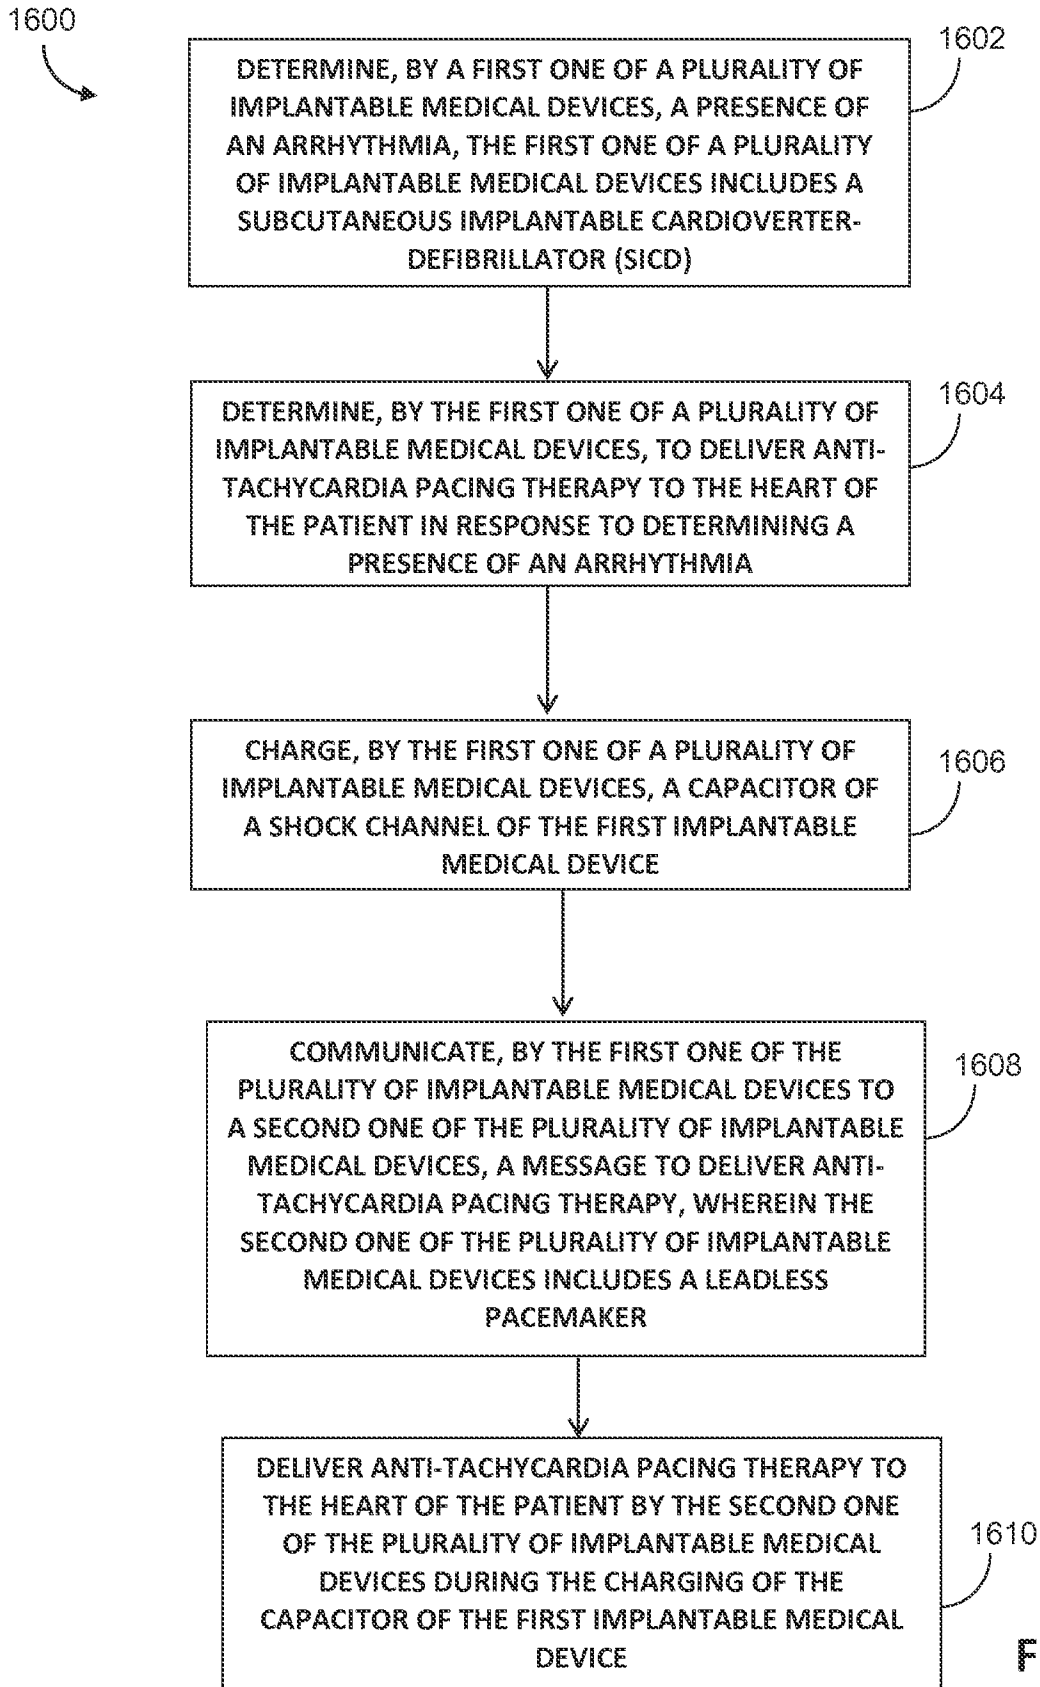 1600
1602
DETERMINE, BY A FIRST ONE OF A PLURALITY OF
IMPLANTABLE MEDICAL DEVICES, A PRESENCE OF
AN ARRHYTHMIA, THE FIRST ONE OF A PLURALITY
OF IMPLANTABLE MEDICAL DEVICES INCLUDES A
SUBCUTANEOUS IMPLANTABLE CARDIOVERTER-
DEFIBRILLATOR (SICD)
1604
DETERMINE, BY THE FIRST ONE OF A PLURALITY OF
IMPLANTABLE MEDICAL DEVICES, TO DELIVER ANTI-
TACHYCARDIA PACING THERAPY TO THE HEART OF
THE PATIENT IN RESPONSE TO DETERMINING A
PRESENCE OF AN ARRHYTHMIA
1606
CHARGE, BY THE FIRST ONE OF A PLURALITY OF
IMPLANTABLE MEDICAL DEVICES, A CAPACITOR OF
A SHOCK CHANNEL OF THE FIRST IMPLANTABLE
MEDICAL DEVICE
1608
COMMUNICATE, BY THE FIRST ONE OF THE
PLURALITY OF IMPLANTABLE MEDICAL DEVICES TO
A SECOND ONE OF THE PLURALITY OF IMPLANTABLE
MEDICAL DEVICES, A MESSAGE TO DELIVER ANTI-
TACHYCARDIA PACING THERAPY, WHEREIN THE
SECOND ONE OF THE PLURALITY OF IMPLANTABLE
MEDICAL DEVICES INCLUDES A LEADLESS
PACEMAKER
1610
DELIVER ANTI-TACHYCARDIA PACING THERAPY TO
THE HEART OF THE PATIENT BY THE SECOND ONE
OF THE PLURALITY OF IMPLANTABLE MEDICAL
DEVICES DURING THE CHARGING OF THE
CAPACITOR OF THE FIRST IMPLANTABLE MEDICAL
DEVICE
F